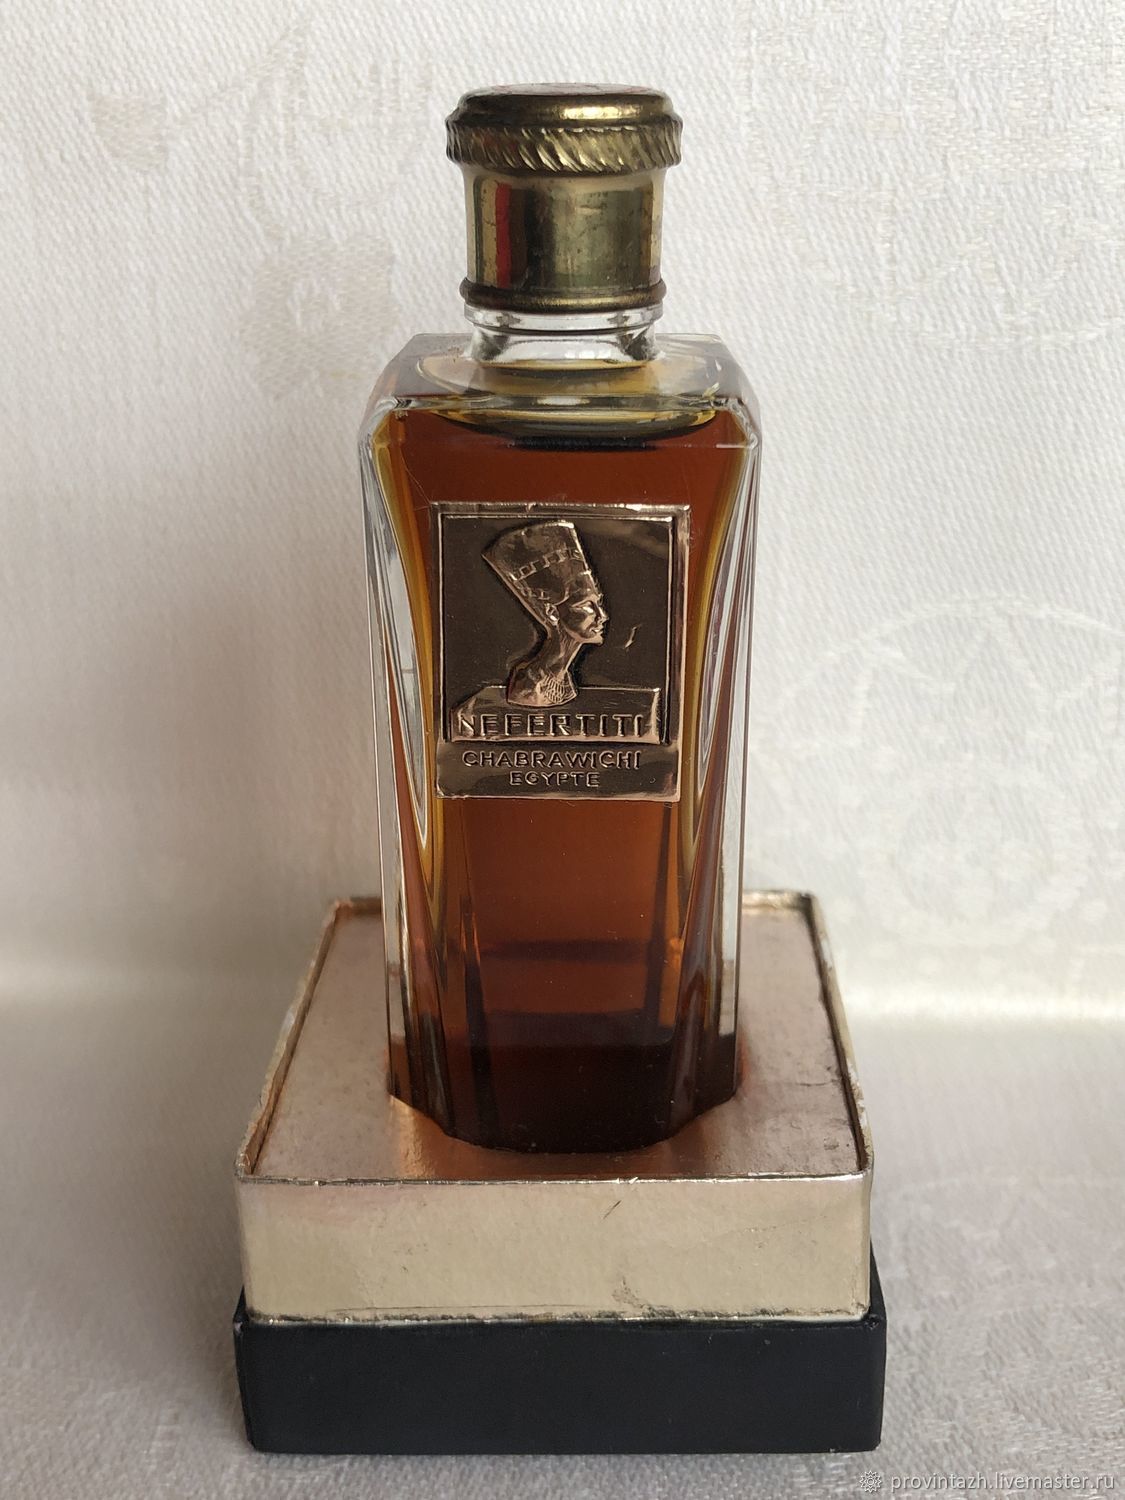 NEFERTITI
CHABRAWICHI
EGYPTE
provintazh.livemaster.ru